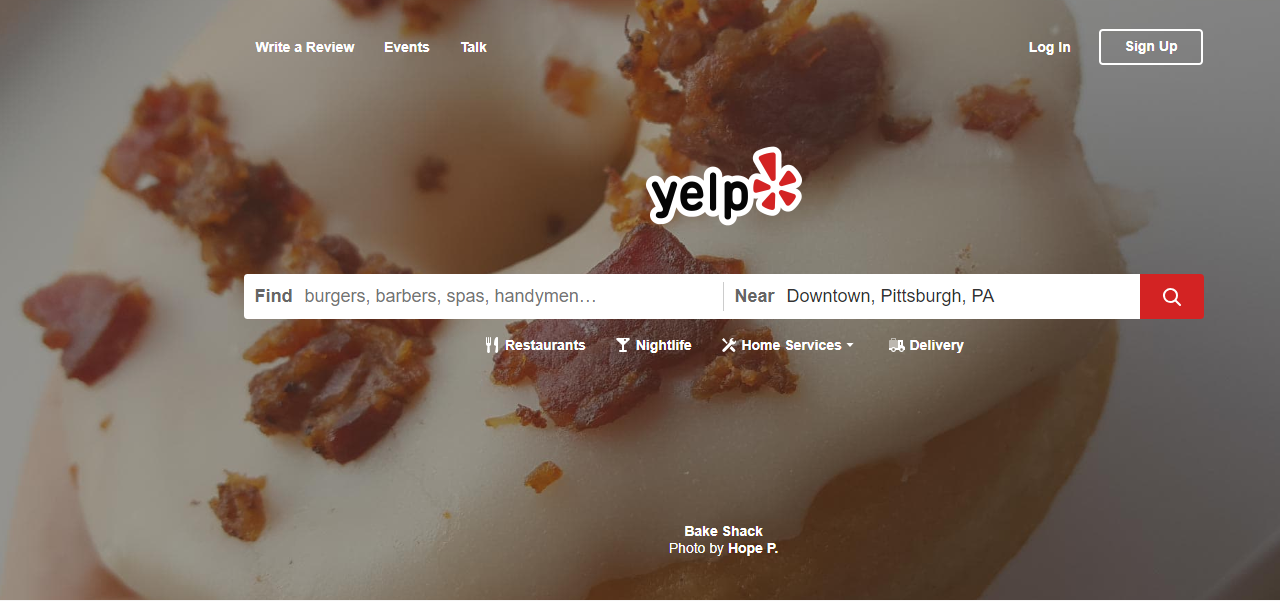 Write a Review Events Talk Log In Sign Up
yelp
Find burgers, barbers, spas, handymen… Near Downtown, Pittsburgh, PA
Restaurants Nightlife Home Services Delivery
Bake Shack
Photo by Hope P.